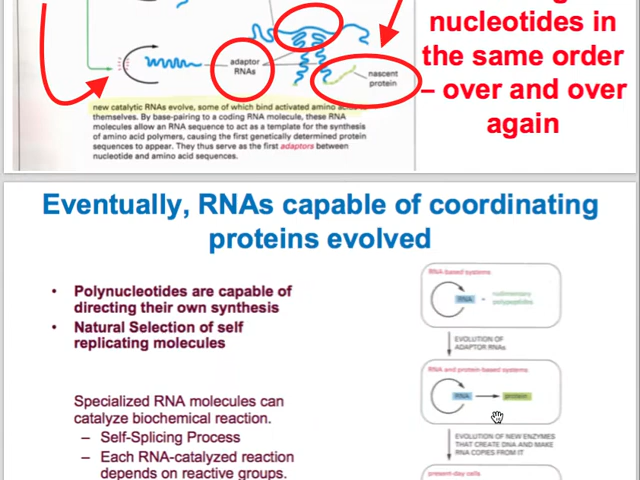 nucleotides in
the same order
– over and over
again
adaptor
RNAs
nascent
protein
new catalytic RNAs evolve, some of which bind activated amino acids to
themselves. By base-pairing to a coding RNA molecule, these RNA
molecules allow an RNA sequence to act as a template for the synthesis
of amino acid polymers, causing the first genetically determined protein
sequences to appear. They thus serve as the first adaptors between
nucleotide and amino acid sequences.
Eventually, RNAs capable of coordinating
proteins evolved
• Polynucleotides are capable of
directing their own synthesis
• Natural Selection of self
replicating molecules
Specialized RNA molecules can
catalyze biochemical reaction.
– Self-Splicing Process
– Each RNA-catalyzed reaction
depends on reactive groups.
RNA-based systems
RNA
rudimentary
polypeptides
EVOLUTION OF
ADAPTOR RNAs
RNA and protein-based systems
RNA
protein
EVOLUTION OF NEW ENZYMES
THAT CREATE DNA AND MAKE
RNA COPIES FROM IT
present-day cells